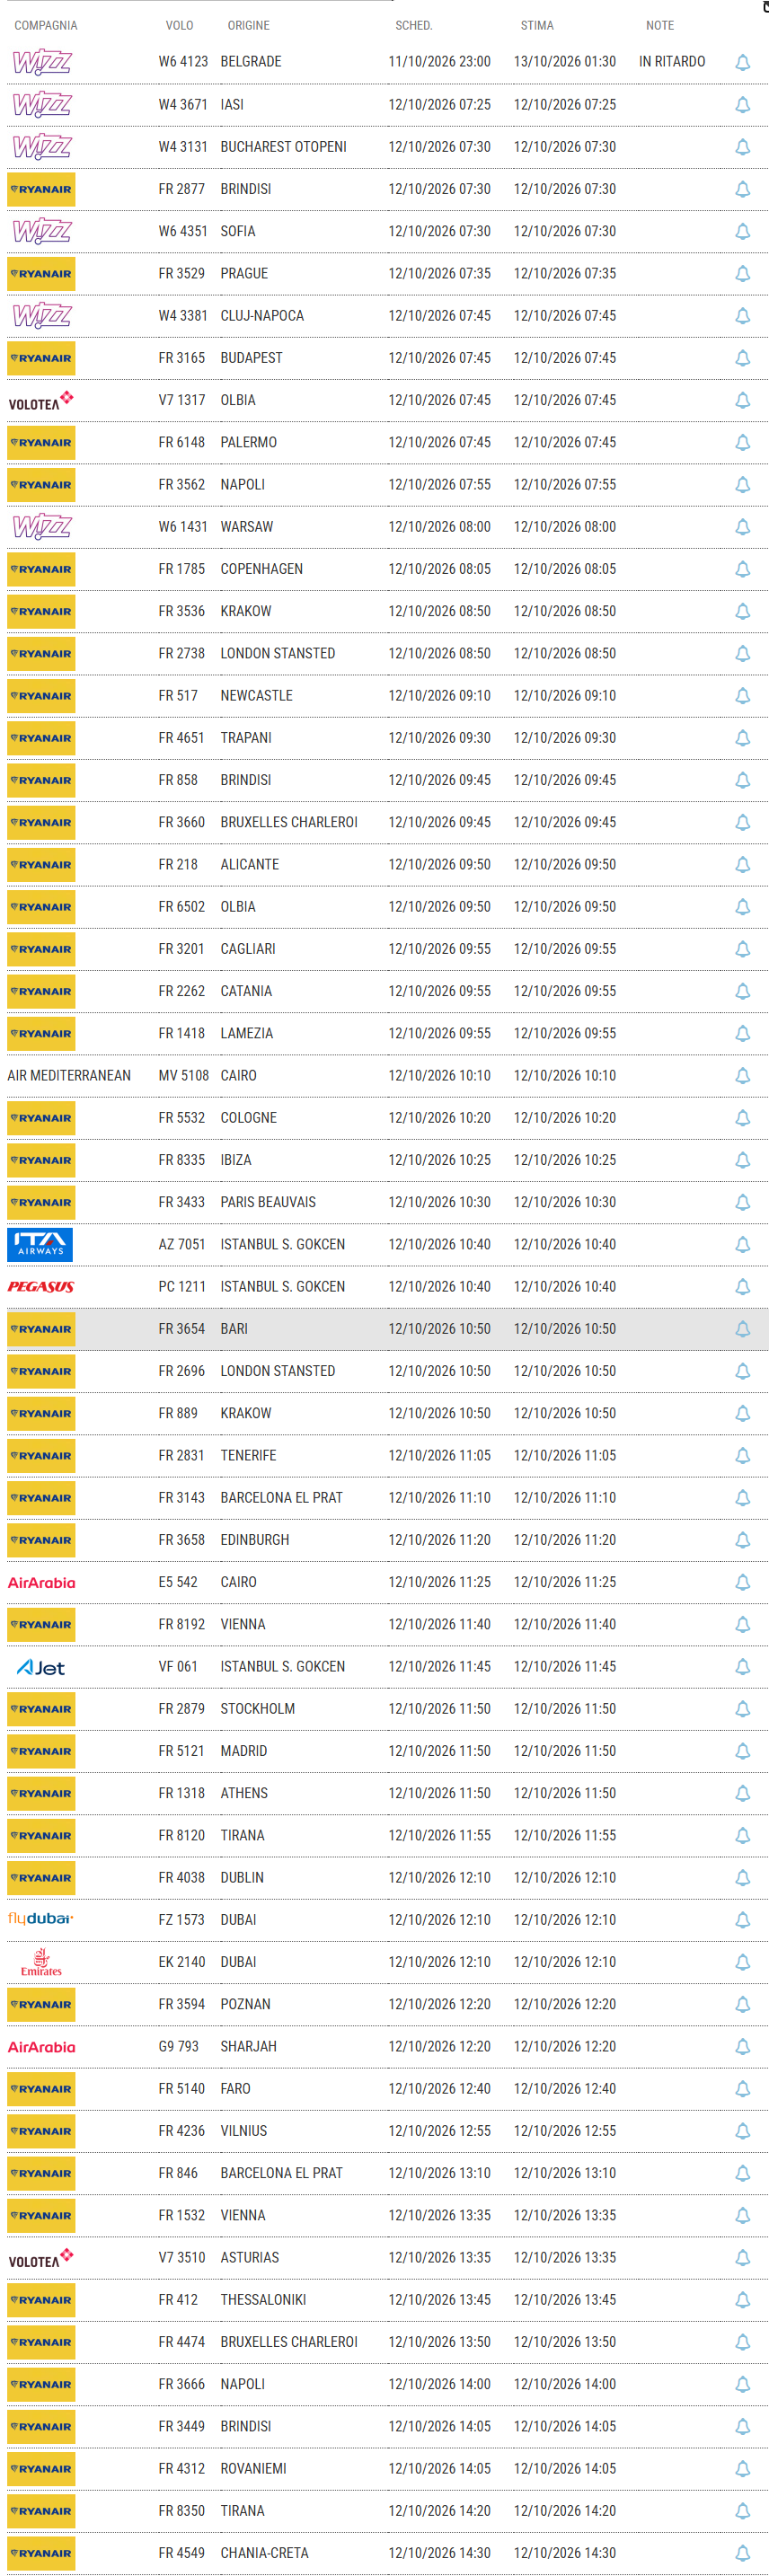 COMPAGNIA VOLO ORIGINE SCHED. STIMA NOTE
Wizz W6 4123 BELGRADE 11/10/2026 23:00 13/10/2026 01:30 IN RITARDO
Wizz W4 3671 IASI 12/10/2026 07:25 12/10/2026 07:25
Wizz W4 3131 BUCHAREST OTOPENI 12/10/2026 07:30 12/10/2026 07:30
RYANAIR FR 2877 BRINDISI 12/10/2026 07:30 12/10/2026 07:30
Wizz W6 4351 SOFIA 12/10/2026 07:30 12/10/2026 07:30
RYANAIR FR 3529 PRAGUE 12/10/2026 07:35 12/10/2026 07:35
Wizz W4 3381 CLUJ-NAPOCA 12/10/2026 07:45 12/10/2026 07:45
RYANAIR FR 3165 BUDAPEST 12/10/2026 07:45 12/10/2026 07:45
VOLOTEA V7 1317 OLBIA 12/10/2026 07:45 12/10/2026 07:45
RYANAIR FR 6148 PALERMO 12/10/2026 07:45 12/10/2026 07:45
RYANAIR FR 3562 NAPOLI 12/10/2026 07:55 12/10/2026 07:55
Wizz W6 1431 WARSAW 12/10/2026 08:00 12/10/2026 08:00
RYANAIR FR 1785 COPENHAGEN 12/10/2026 08:05 12/10/2026 08:05
RYANAIR FR 3536 KRAKOW 12/10/2026 08:50 12/10/2026 08:50
RYANAIR FR 2738 LONDON STANSTED 12/10/2026 08:50 12/10/2026 08:50
RYANAIR FR 517 NEWCASTLE 12/10/2026 09:10 12/10/2026 09:10
RYANAIR FR 4651 TRAPANI 12/10/2026 09:30 12/10/2026 09:30
RYANAIR FR 858 BRINDISI 12/10/2026 09:45 12/10/2026 09:45
RYANAIR FR 3660 BRUXELLES CHARLEROI 12/10/2026 09:45 12/10/2026 09:45
RYANAIR FR 218 ALICANTE 12/10/2026 09:50 12/10/2026 09:50
RYANAIR FR 6502 OLBIA 12/10/2026 09:50 12/10/2026 09:50
RYANAIR FR 3201 CAGLIARI 12/10/2026 09:55 12/10/2026 09:55
RYANAIR FR 2262 CATANIA 12/10/2026 09:55 12/10/2026 09:55
RYANAIR FR 1418 LAMEZIA 12/10/2026 09:55 12/10/2026 09:55
AIR MEDITERRANEAN MV 5108 CAIRO 12/10/2026 10:10 12/10/2026 10:10
RYANAIR FR 5532 COLOGNE 12/10/2026 10:20 12/10/2026 10:20
RYANAIR FR 8335 IBIZA 12/10/2026 10:25 12/10/2026 10:25
RYANAIR FR 3433 PARIS BEAUVAIS 12/10/2026 10:30 12/10/2026 10:30
ITA AIRWAYS AZ 7051 ISTANBUL S. GOKCEN 12/10/2026 10:40 12/10/2026 10:40
PEGASUS PC 1211 ISTANBUL S. GOKCEN 12/10/2026 10:40 12/10/2026 10:40
RYANAIR FR 3654 BARI 12/10/2026 10:50 12/10/2026 10:50
RYANAIR FR 2696 LONDON STANSTED 12/10/2026 10:50 12/10/2026 10:50
RYANAIR FR 889 KRAKOW 12/10/2026 10:50 12/10/2026 10:50
RYANAIR FR 2831 TENERIFE 12/10/2026 11:05 12/10/2026 11:05
RYANAIR FR 3143 BARCELONA EL PRAT 12/10/2026 11:10 12/10/2026 11:10
RYANAIR FR 3658 EDINBURGH 12/10/2026 11:20 12/10/2026 11:20
AirArabia E5 542 CAIRO 12/10/2026 11:25 12/10/2026 11:25
RYANAIR FR 8192 VIENNA 12/10/2026 11:40 12/10/2026 11:40
AJet VF 061 ISTANBUL S. GOKCEN 12/10/2026 11:45 12/10/2026 11:45
RYANAIR FR 2879 STOCKHOLM 12/10/2026 11:50 12/10/2026 11:50
RYANAIR FR 5121 MADRID 12/10/2026 11:50 12/10/2026 11:50
RYANAIR FR 1318 ATHENS 12/10/2026 11:50 12/10/2026 11:50
RYANAIR FR 8120 TIRANA 12/10/2026 11:55 12/10/2026 11:55
RYANAIR FR 4038 DUBLIN 12/10/2026 12:10 12/10/2026 12:10
flydubai FZ 1573 DUBAI 12/10/2026 12:10 12/10/2026 12:10
Emirates EK 2140 DUBAI 12/10/2026 12:10 12/10/2026 12:10
RYANAIR FR 3594 POZNAN 12/10/2026 12:20 12/10/2026 12:20
AirArabia G9 793 SHARJAH 12/10/2026 12:20 12/10/2026 12:20
RYANAIR FR 5140 FARO 12/10/2026 12:40 12/10/2026 12:40
RYANAIR FR 4236 VILNIUS 12/10/2026 12:55 12/10/2026 12:55
RYANAIR FR 846 BARCELONA EL PRAT 12/10/2026 13:10 12/10/2026 13:10
RYANAIR FR 1532 VIENNA 12/10/2026 13:35 12/10/2026 13:35
VOLOTEA V7 3510 ASTURIAS 12/10/2026 13:35 12/10/2026 13:35
RYANAIR FR 412 THESSALONIKI 12/10/2026 13:45 12/10/2026 13:45
RYANAIR FR 4474 BRUXELLES CHARLEROI 12/10/2026 13:50 12/10/2026 13:50
RYANAIR FR 3666 NAPOLI 12/10/2026 14:00 12/10/2026 14:00
RYANAIR FR 3449 BRINDISI 12/10/2026 14:05 12/10/2026 14:05
RYANAIR FR 4312 ROVANIEMI 12/10/2026 14:05 12/10/2026 14:05
RYANAIR FR 8350 TIRANA 12/10/2026 14:20 12/10/2026 14:20
RYANAIR FR 4549 CHANIA-CRETA 12/10/2026 14:30 12/10/2026 14:30